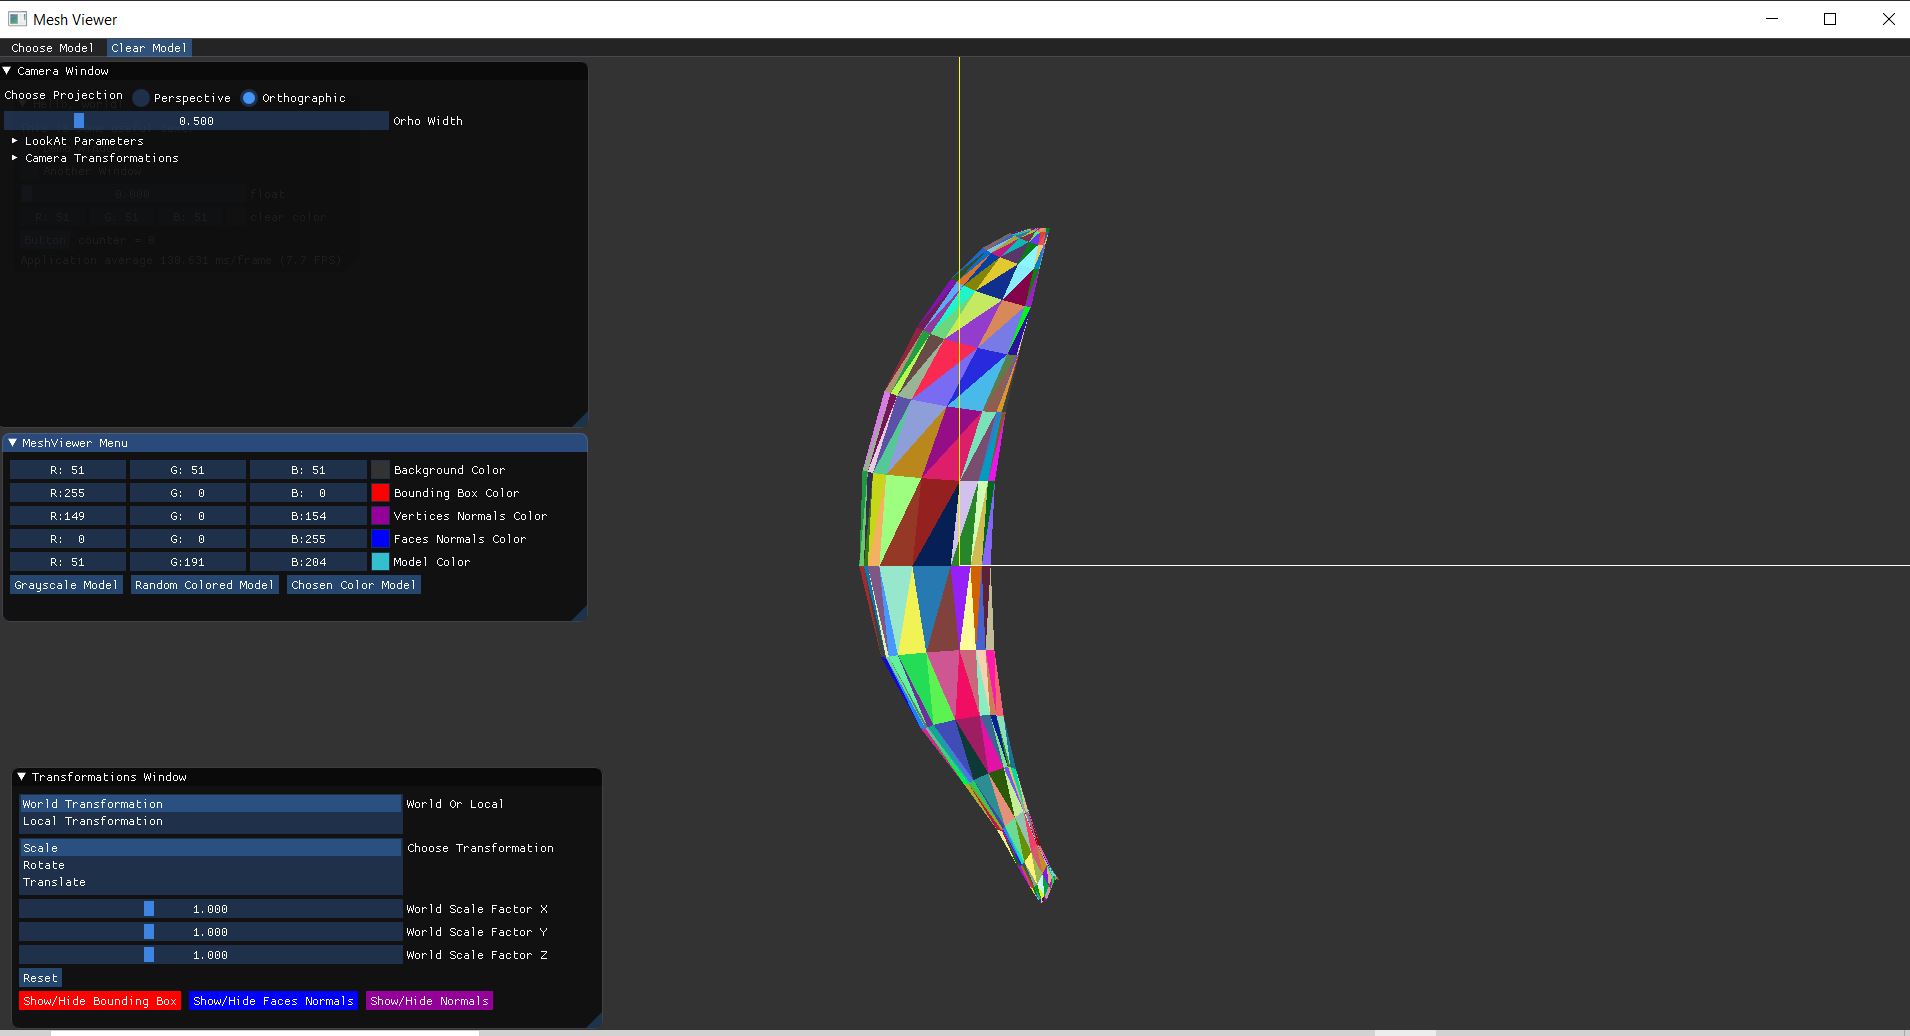 Mesh Viewer
Choose Model Clear Model
Camera Window
Choose Projection Perspective Orthographic
0.500 Orho Width
LookAt Parameters
Camera Transformations
Another Window
0.000 float
R: 51 G: 51 B: 51 clear color
Button counter = 0
Application average 130.631 ms/frame (7.7 FPS)
MeshViewer Menu
R: 51 G: 51 B: 51 Background Color
R:255 G: 0 B: 0 Bounding Box Color
R:149 G: 0 B:154 Vertices Normals Color
R: 0 G: 0 B:255 Faces Normals Color
R: 51 G:191 B:204 Model Color
Grayscale Model Random Colored Model Chosen Color Model
Transformations Window
World Transformation World Or Local
Local Transformation
Scale Choose Transformation
Rotate
Translate
1.000 World Scale Factor X
1.000 World Scale Factor Y
1.000 World Scale Factor Z
Reset
Show/Hide Bounding Box Show/Hide Faces Normals Show/Hide Normals